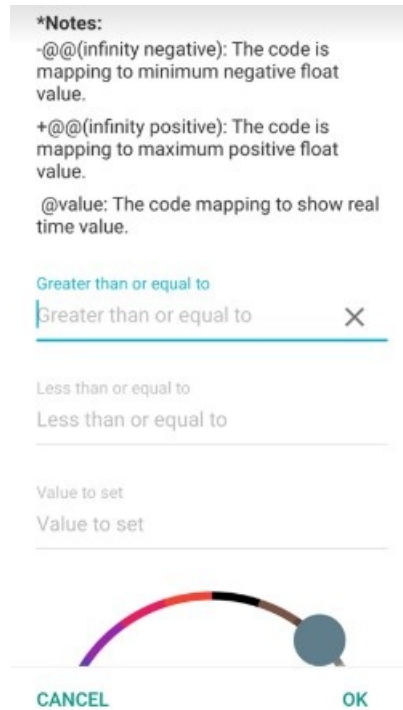 *Notes:
-@@(infinity negative): The code is
mapping to minimum negative float
value.
+@@(infinity positive): The code is
mapping to maximum positive float
value.
@value: The code mapping to show real
time value.
Greater than or equal to
Greater than or equal to
Less than or equal to
Less than or equal to
Value to set
Value to set
CANCEL OK